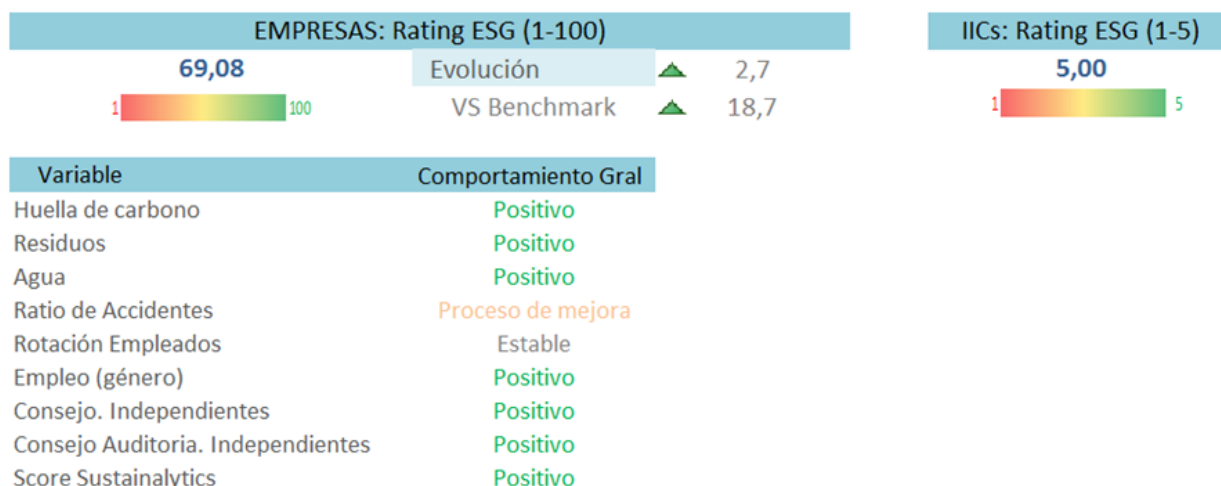 EMPRESAS: Rating ESG (1-100)
IICs: Rating ESG (1-5)
69,08
Evolución
2,7
5,00
1
100
VS Benchmark
18,7
1
5
Variable
Comportamiento Gral
Huella de carbono
Positivo
Residuos
Positivo
Agua
Positivo
Ratio de Accidentes
Proceso de mejora
Rotación Empleados
Estable
Empleo (género)
Positivo
Consejo. Independientes
Positivo
Consejo Auditoria. Independientes
Positivo
Score Sustainalytics
Positivo